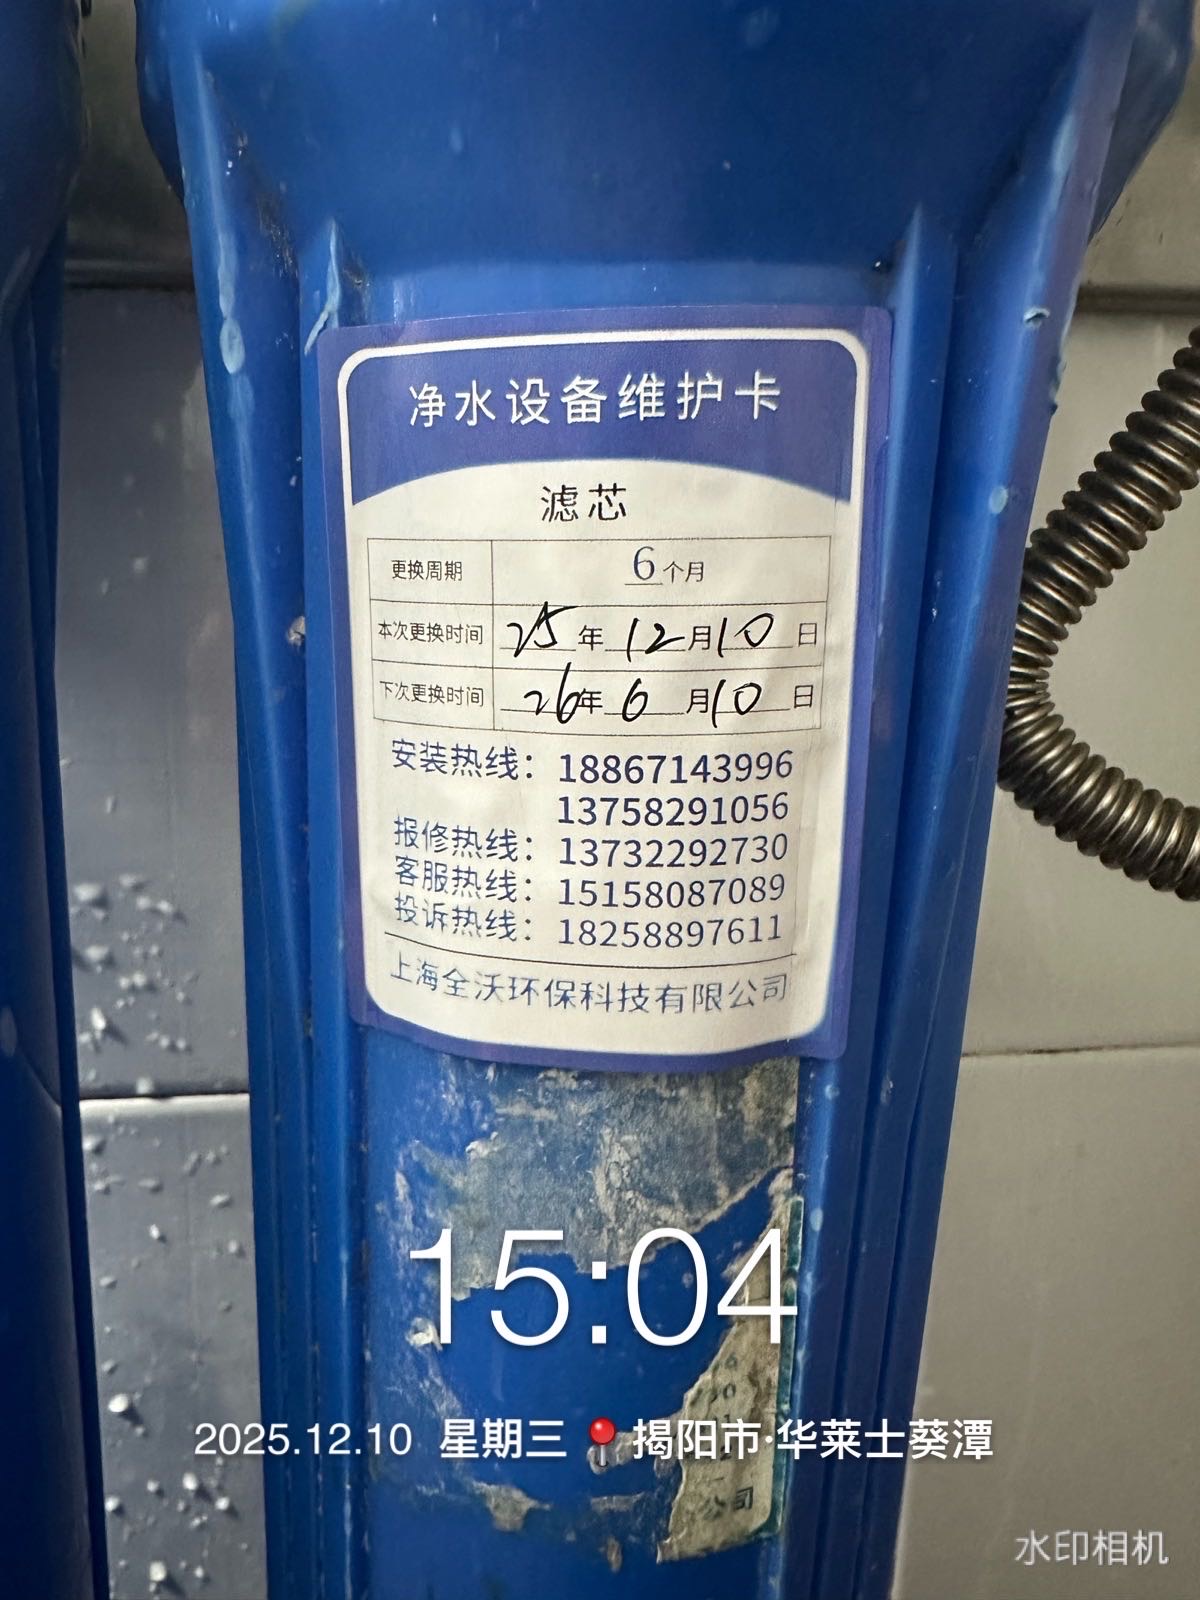 净水设备维护卡
滤芯
更换周期 6个月
本次更换时间 25年12月10日
下次更换时间 26年6月10日
安装热线：18867143996
13758291056
报修热线：13732292730
客服热线：15158087089
投诉热线：18258897611
上海全沃环保科技有限公司
15:04
2025.12.10 星期三 揭阳市·华莱士葵潭
公司
水印相机